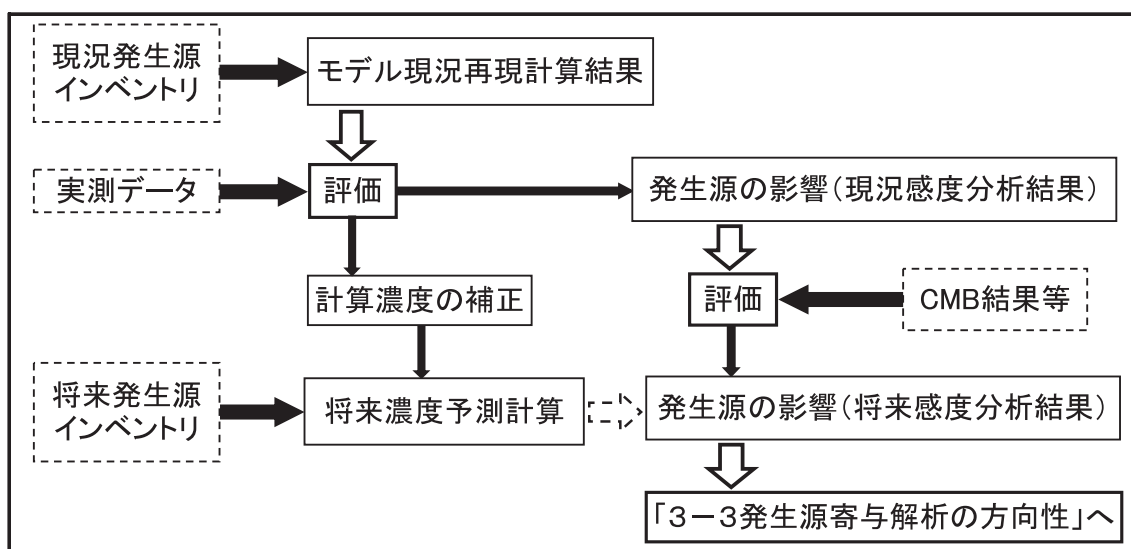 現況発生源
インベントリ
モデル現況再現計算結果
実測データ
評価
発生源の影響(現況感度分析結果)
計算濃度の補正
評価
CMB結果等
将来発生源
インベントリ
将来濃度予測計算
発生源の影響(将来感度分析結果)
「3-3発生源寄与解析の方向性」へ